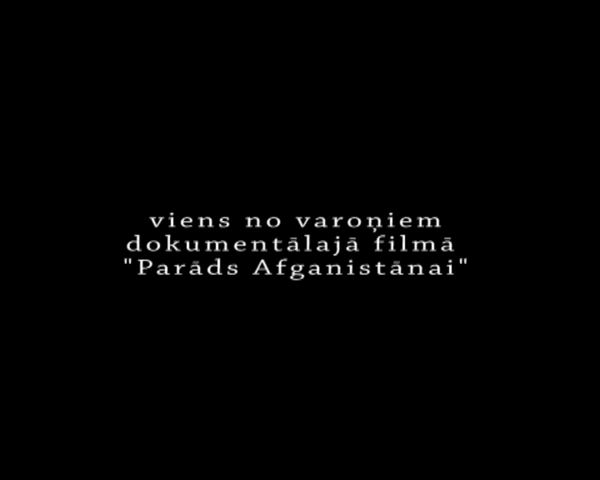 viens no varoņiem
dokumentālajā filmā
"Parāds Afganistānai"